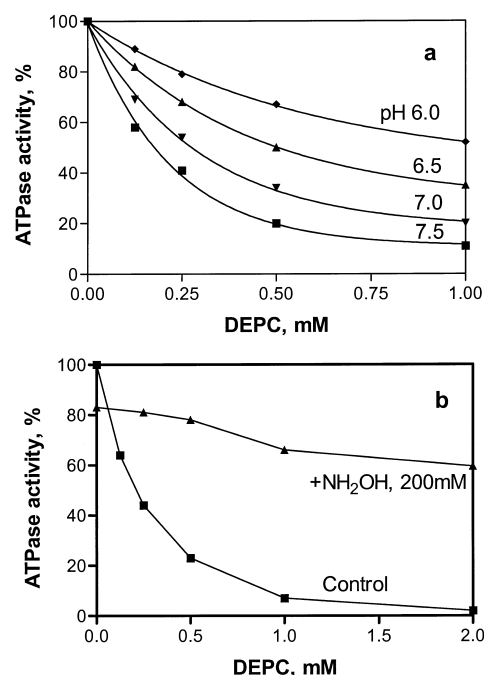 100
a
80
pH 6.0
60
6.5
40
7.0
20
7.5
0
0.00 0.25 0.50 0.75 1.00
ATPase activity, %
DEPC, mM
100
b
80
60
+NH2OH, 200mM
40
20
Control
0
0.0 0.5 1.0 1.5 2.0
ATPase activity, %
DEPC, mM